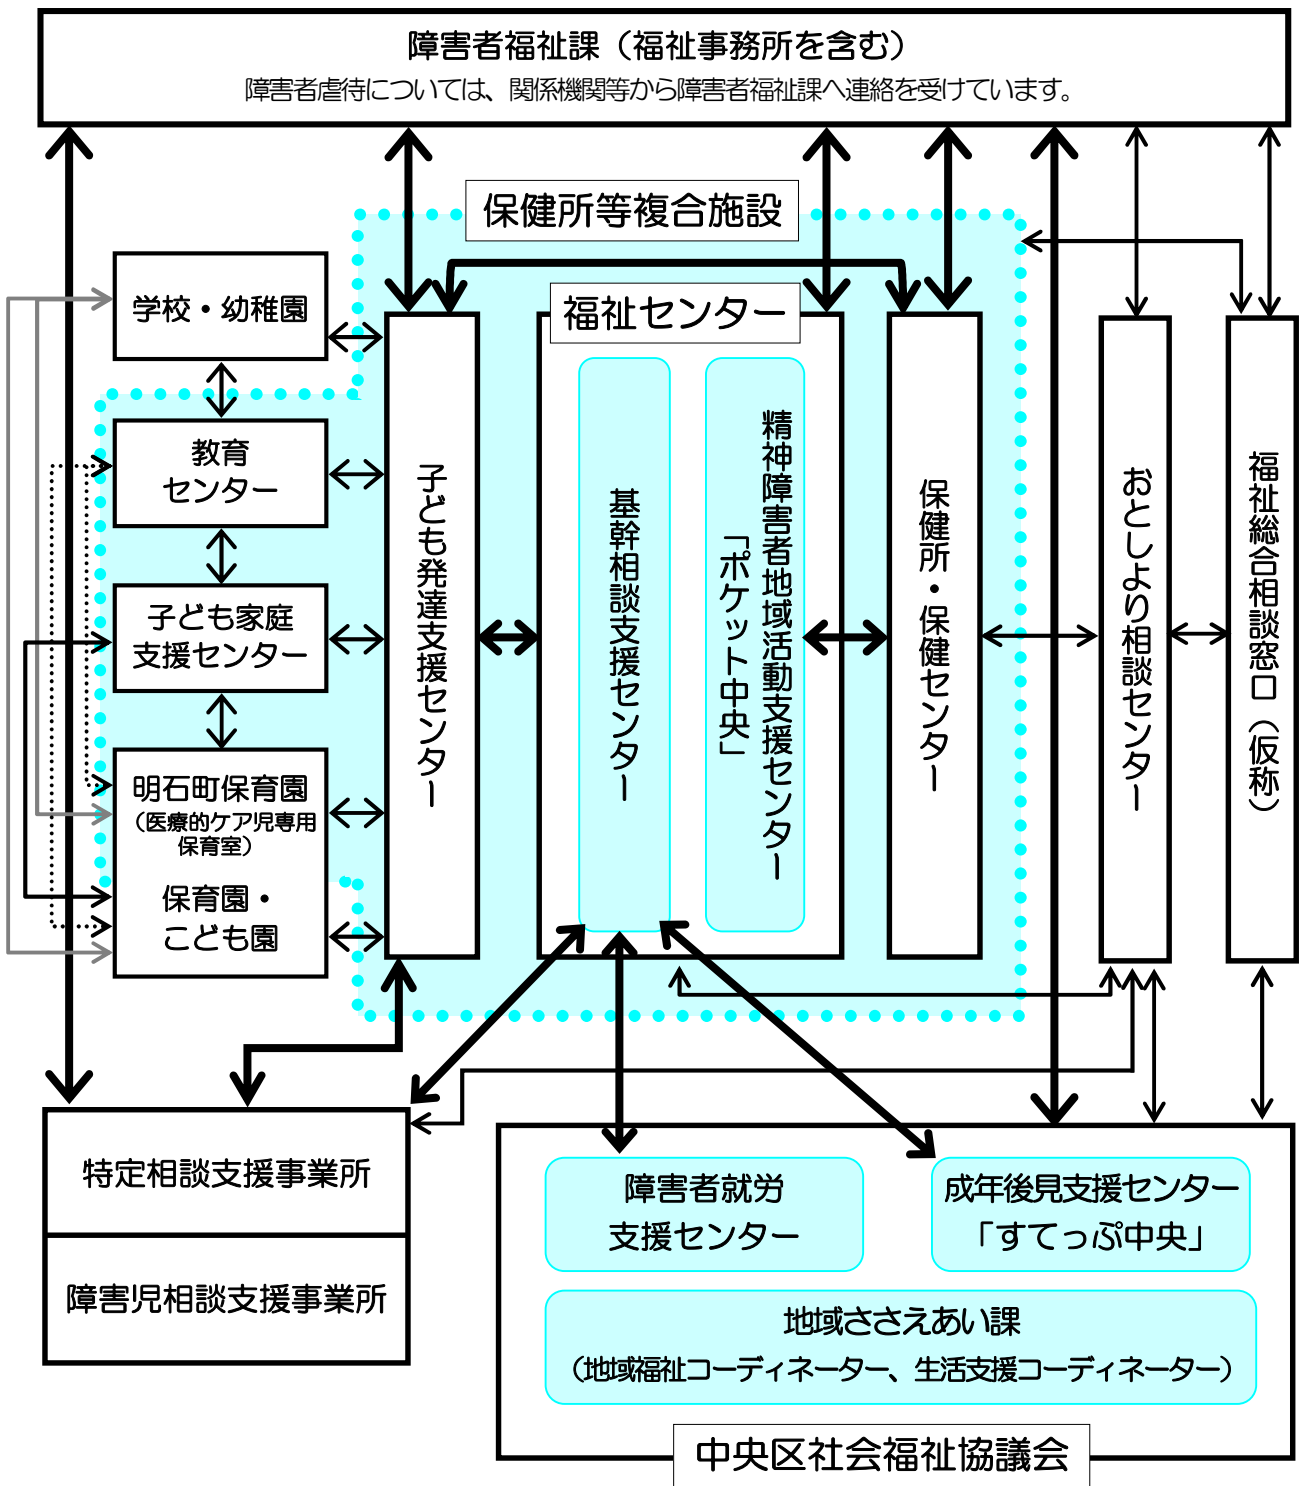 障害者福祉課（福祉事務所を含む）
障害者虐待については、関係機関等から障害者福祉課へ連絡を受けています。
保健所等複合施設
学校・幼稚園
教育
センター
子ども家庭
支援センター
明石町保育園
（医療的ケア児専用
保育室）
保育園・
こども園
子ども発達支援センター
福祉センター
基幹相談支援センター
精神障害者地域活動支援センター
「ポケット中央」
保健所・保健センター
おとしより相談センター
福祉総合相談窓口（仮称）
特定相談支援事業所
障害児相談支援事業所
障害者就労
支援センター
成年後見支援センター
「すてっぷ中央」
地域ささえあい課
（地域福祉コーディネーター、生活支援コーディネーター）
中央区社会福祉協議会